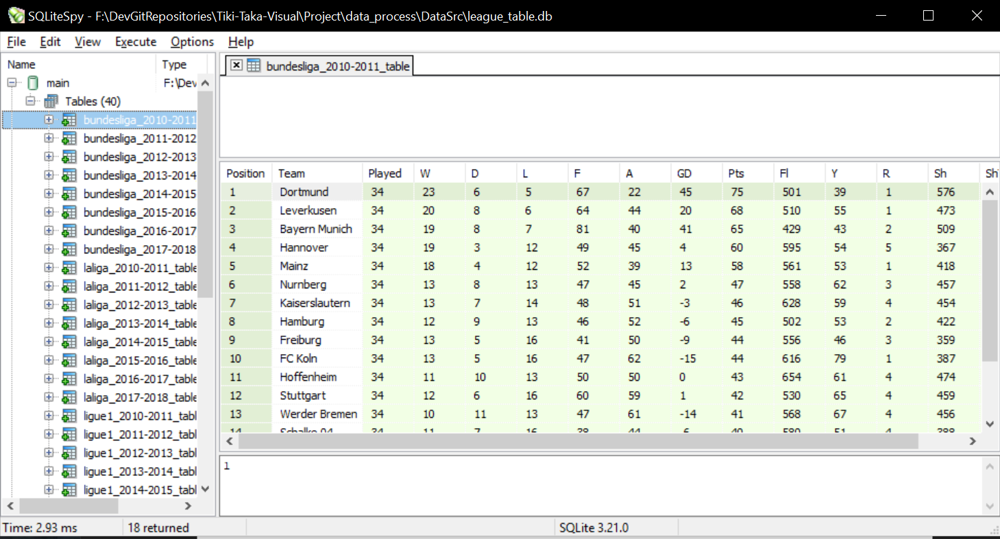 SQLiteSpy - F:\DevGitRepositories\Tiki-Taka-Visual\Project\data_process\DataSrc\league_table.db
File Edit View Execute Options Help
Name Type
main F:\Dev
Tables (40)
bundesliga_2010-2011
bundesliga_2011-2012
bundesliga_2012-2013
bundesliga_2013-2014
bundesliga_2014-2015
bundesliga_2015-2016
bundesliga_2016-2017
bundesliga_2017-2018
laliga_2010-2011_table
laliga_2011-2012_table
laliga_2012-2013_table
laliga_2013-2014_table
laliga_2014-2015_table
laliga_2015-2016_table
laliga_2016-2017_table
laliga_2017-2018_table
ligue1_2010-2011_tabl
ligue1_2011-2012_tabl
ligue1_2012-2013_tabl
ligue1_2013-2014_tabl
ligue1_2014-2015_tabl
bundesliga_2010-2011_table
Position Team Played W D L F A GD Pts Fl Y R Sh Sh
1 Dortmund 34 23 6 5 67 22 45 75 501 39 1 576
2 Leverkusen 34 20 8 6 64 44 20 68 510 55 1 473
3 Bayern Munich 34 19 8 7 81 40 41 65 429 43 2 509
4 Hannover 34 19 3 12 49 45 4 60 595 54 5 367
5 Mainz 34 18 4 12 52 39 13 58 561 53 1 418
6 Nurnberg 34 13 8 13 47 45 2 47 558 62 3 457
7 Kaiserslautern 34 13 7 14 48 51 -3 46 628 59 4 454
8 Hamburg 34 12 9 13 46 52 -6 45 502 53 2 422
9 Freiburg 34 13 5 16 41 50 -9 44 556 46 3 359
10 FC Koln 34 13 5 16 47 62 -15 44 616 79 1 387
11 Hoffenheim 34 11 10 13 50 50 0 43 654 61 4 474
12 Stuttgart 34 12 6 16 60 59 1 42 530 65 4 459
13 Werder Bremen 34 10 11 13 47 61 -14 41 568 67 4 456
14 Schalke 04 34 11 7 16 38 44 -6 40 580 51 4 388
1
Time: 2.93 ms 18 returned SQLite 3.21.0